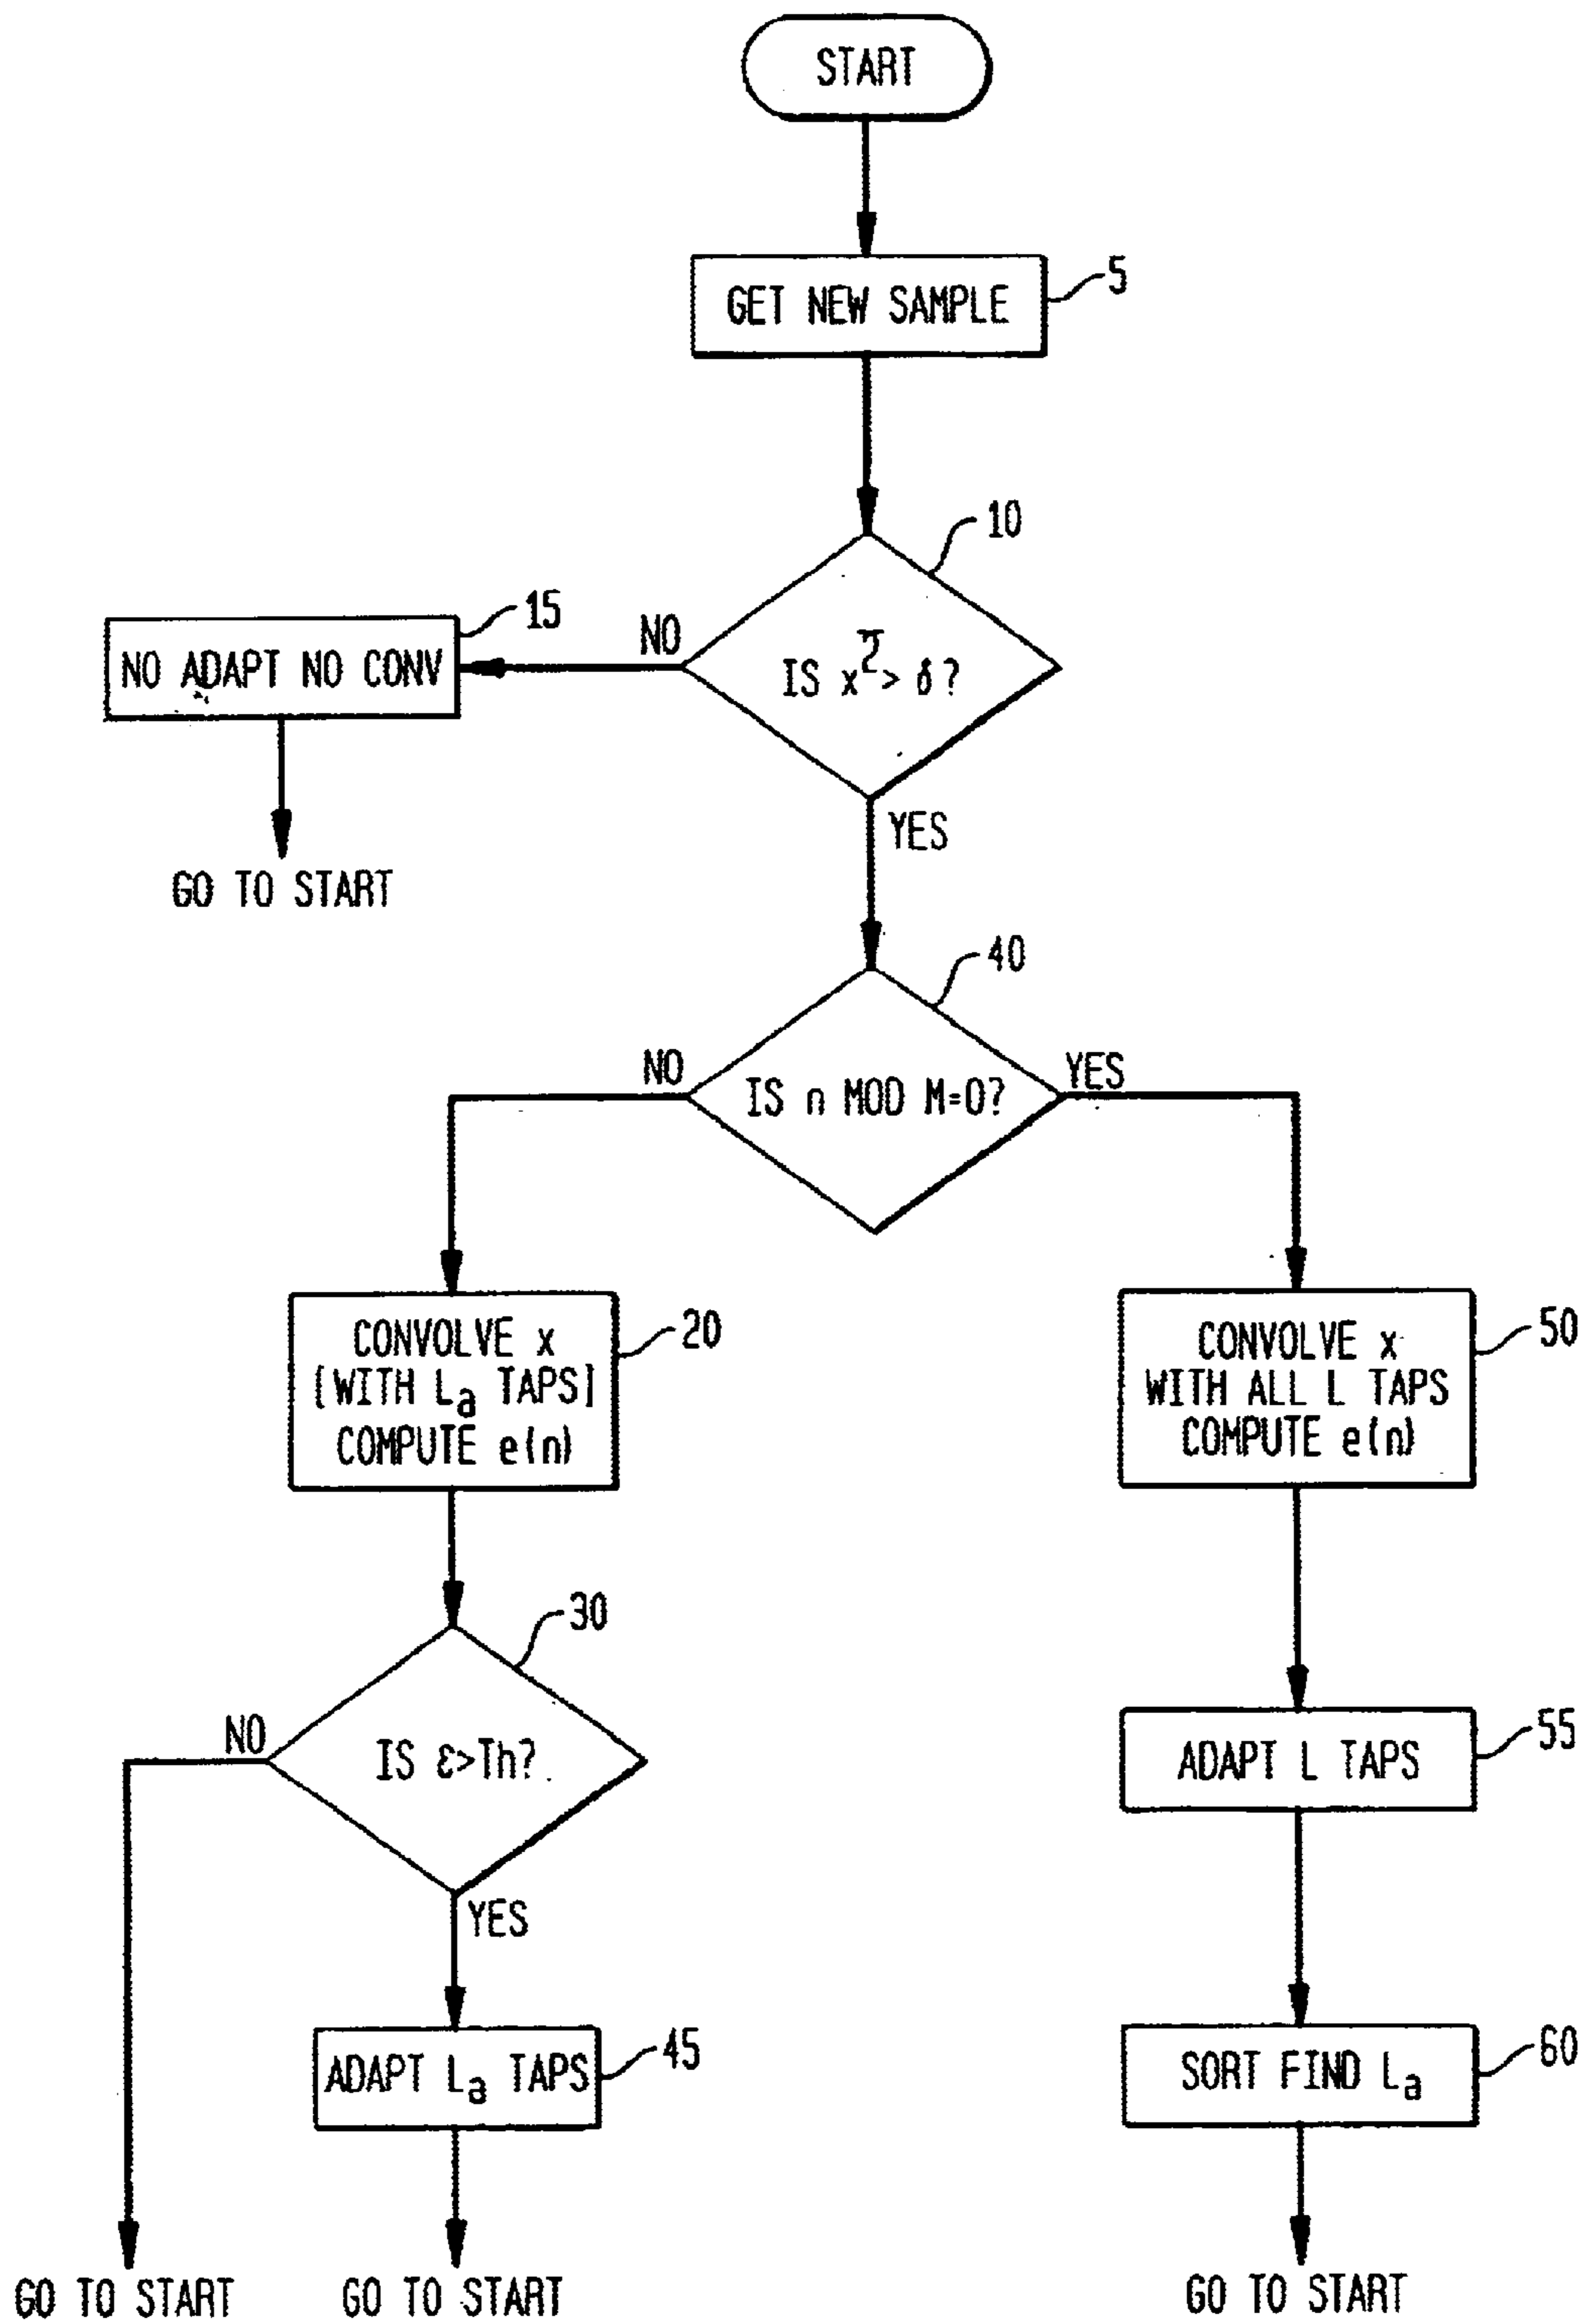 START
GET NEW SAMPLE
5
10
15
NO
NO ADAPT NO CONV
IS x̄² > δ?
YES
GO TO START
40
NO
IS n MOD M=0?
YES
CONVOLVE x
[WITH Lₐ TAPS]
COMPUTE e(n)
20
CONVOLVE x
WITH ALL L TAPS
COMPUTE e(n)
50
30
NO
IS ε>Th?
YES
ADAPT L TAPS
55
ADAPT Lₐ TAPS
45
SORT FIND Lₐ
60
GO TO START
GO TO START
GO TO START